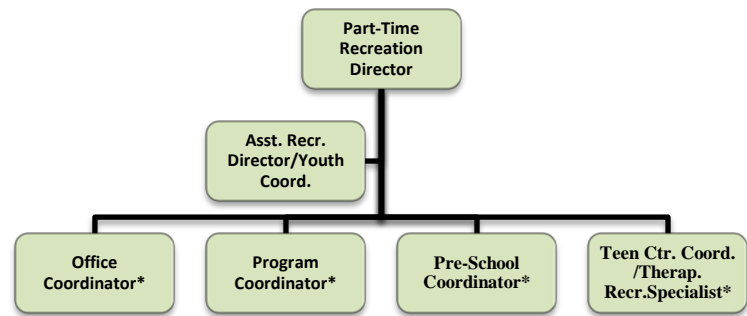 Part-Time
Recreation
Director
Asst. Recr.
Director/Youth
Coord.
Office
Coordinator*
Program
Coordinator*
Pre-School
Coordinator*
Teen Ctr. Coord.
/Therap.
Recr.Specialist*